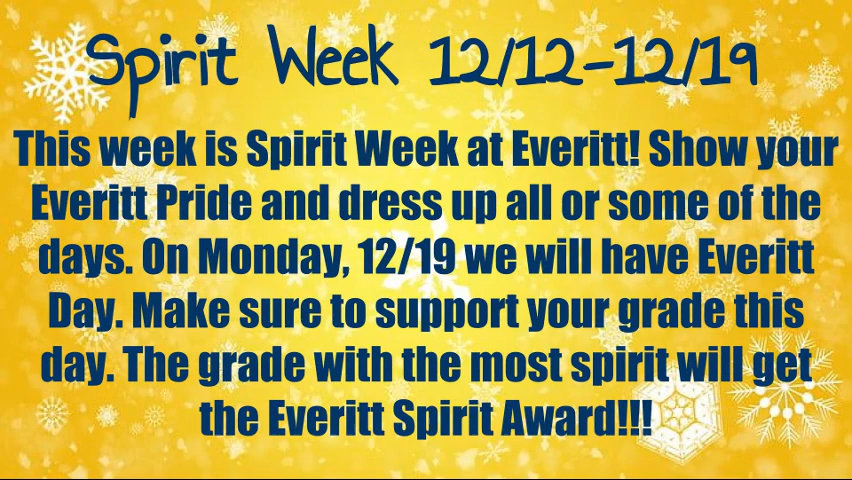 Spirit Week 12/12-12/19
This week is Spirit Week at Everitt! Show your
Everitt Pride and dress up all or some of the
days. On Monday, 12/19 we will have Everitt
Day. Make sure to support your grade this
day. The grade with the most spirit will get
the Everitt Spirit Award!!!